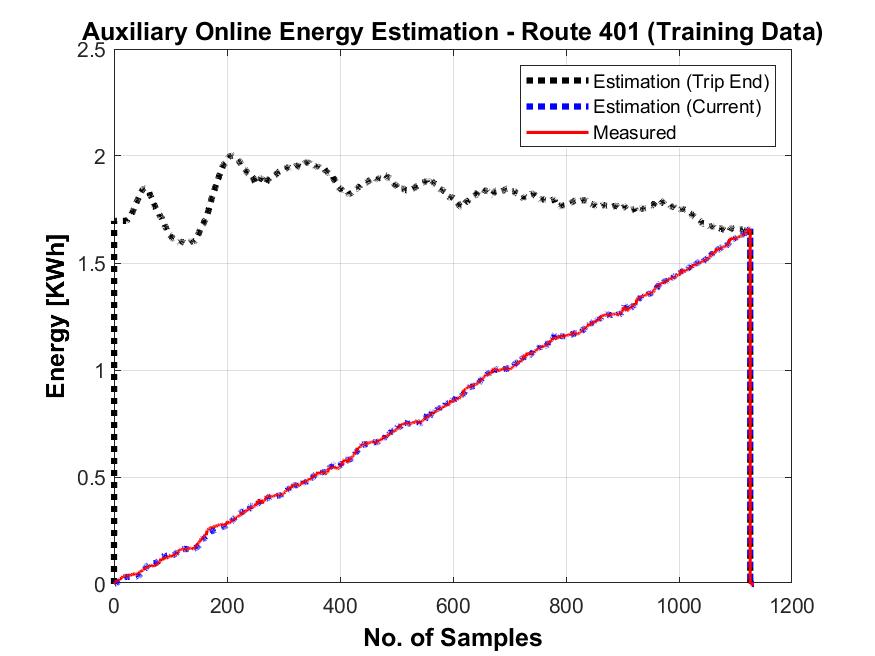 Auxiliary Online Energy Estimation - Route 401 (Training Data)
2.5
2
1.5
1
0.5
0
Energy [KWh]
Estimation (Trip End)
Estimation (Current)
Measured
0 200 400 600 800 1000 1200
No. of Samples